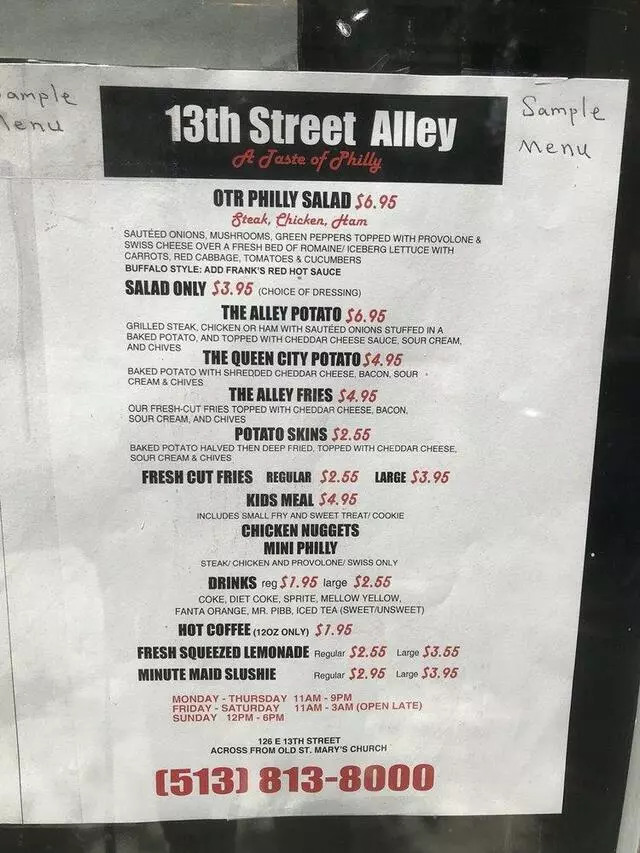 ample
Menu
Sample
Menu
13th Street Alley
A Taste of Philly
OTR PHILLY SALAD $6.95
Steak, Chicken, Ham
SAUTÉED ONIONS, MUSHROOMS, GREEN PEPPERS TOPPED WITH PROVOLONE &
SWISS CHEESE OVER A FRESH BED OF ROMAINE/ ICEBERG LETTUCE WITH
CARROTS, RED CABBAGE, TOMATOES & CUCUMBERS
BUFFALO STYLE: ADD FRANK'S RED HOT SAUCE
SALAD ONLY $3.95 (CHOICE OF DRESSING)
THE ALLEY POTATO $6.95
GRILLED STEAK, CHICKEN OR HAM WITH SAUTÉED ONIONS STUFFED IN A
BAKED POTATO, AND TOPPED WITH CHEDDAR CHEESE SAUCE, SOUR CREAM,
AND CHIVES
THE QUEEN CITY POTATO $4.95
BAKED POTATO WITH SHREDDED CHEDDAR CHEESE, BACON, SOUR
CREAM & CHIVES
THE ALLEY FRIES $4.95
OUR FRESH-CUT FRIES TOPPED WITH CHEDDAR CHEESE, BACON,
SOUR CREAM, AND CHIVES
POTATO SKINS $2.55
BAKED POTATO HALVED THEN DEEP FRIED, TOPPED WITH CHEDDAR CHEESE,
SOUR CREAM & CHIVES
FRESH CUT FRIES REGULAR $2.55 LARGE $3.95
KIDS MEAL $4.95
INCLUDES SMALL FRY AND SWEET TREAT/ COOKIE
CHICKEN NUGGETS
MINI PHILLY
STEAK/ CHICKEN AND PROVOLONE/ SWISS ONLY
DRINKS reg $1.95 large $2.55
COKE, DIET COKE, SPRITE, MELLOW YELLOW,
FANTA ORANGE, MR. PIBB, ICED TEA (SWEET/UNSWEET)
HOT COFFEE (12OZ ONLY) $1.95
FRESH SQUEEZED LEMONADE Regular $2.55 Large $3.55
MINUTE MAID SLUSHIE Regular $2.95 Large $3.95
MONDAY - THURSDAY 11AM - 9PM
FRIDAY - SATURDAY 11AM - 3AM (OPEN LATE)
SUNDAY 12PM - 6PM
126 E 13TH STREET
ACROSS FROM OLD ST. MARY'S CHURCH
(513) 813-8000